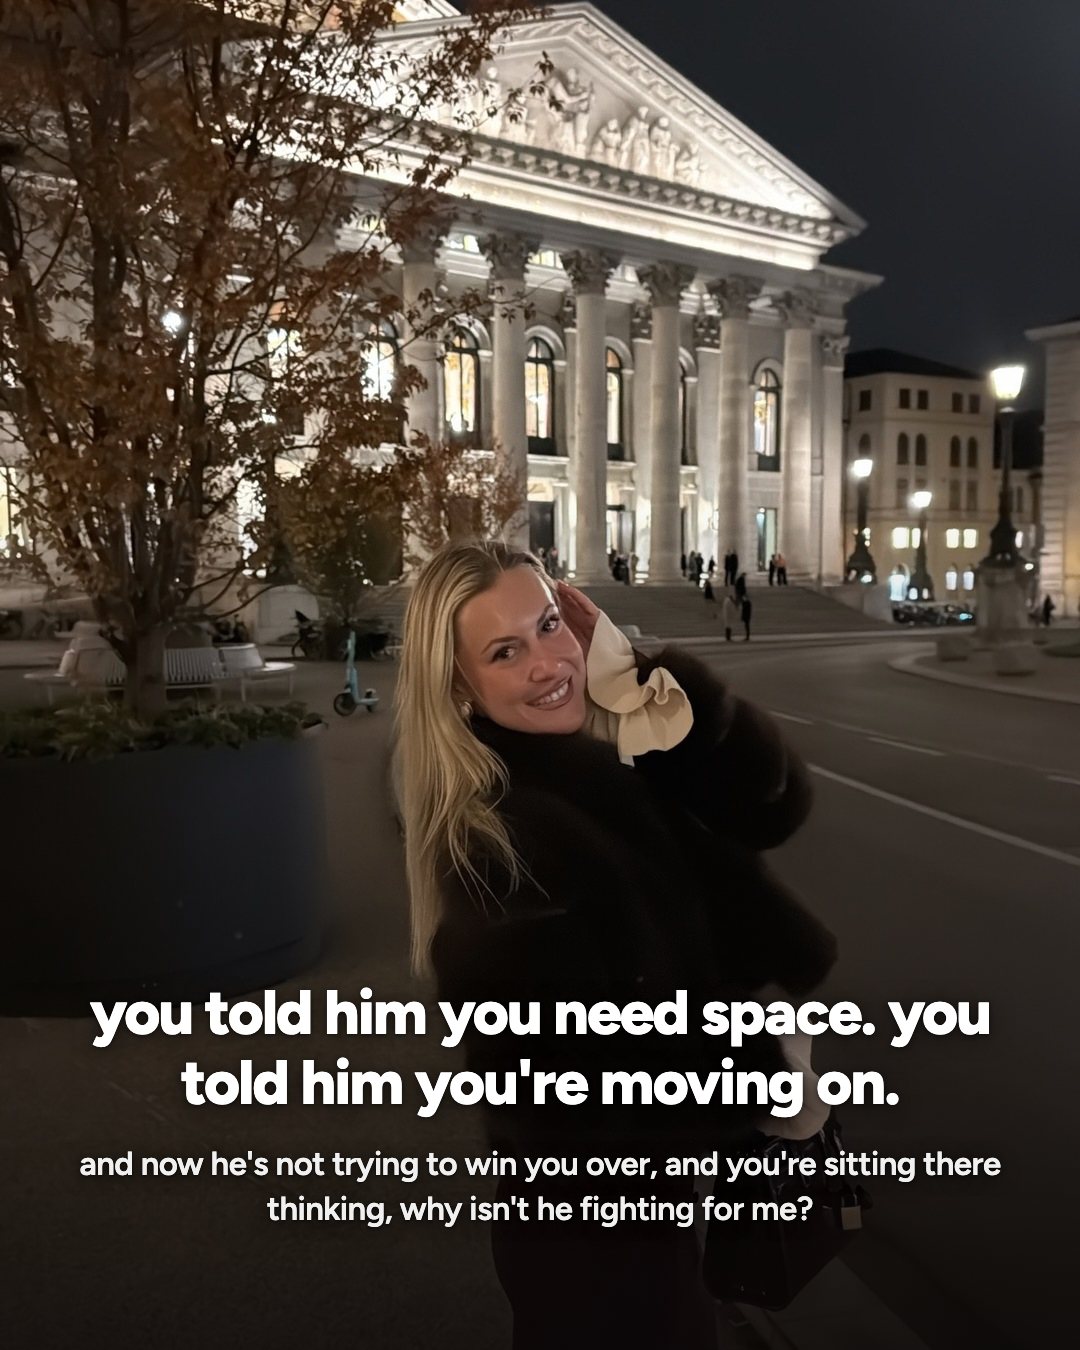 you told him you need space. you
told him you're moving on.
and now he's not trying to win you over, and you're sitting there
thinking, why isn't he fighting for me?